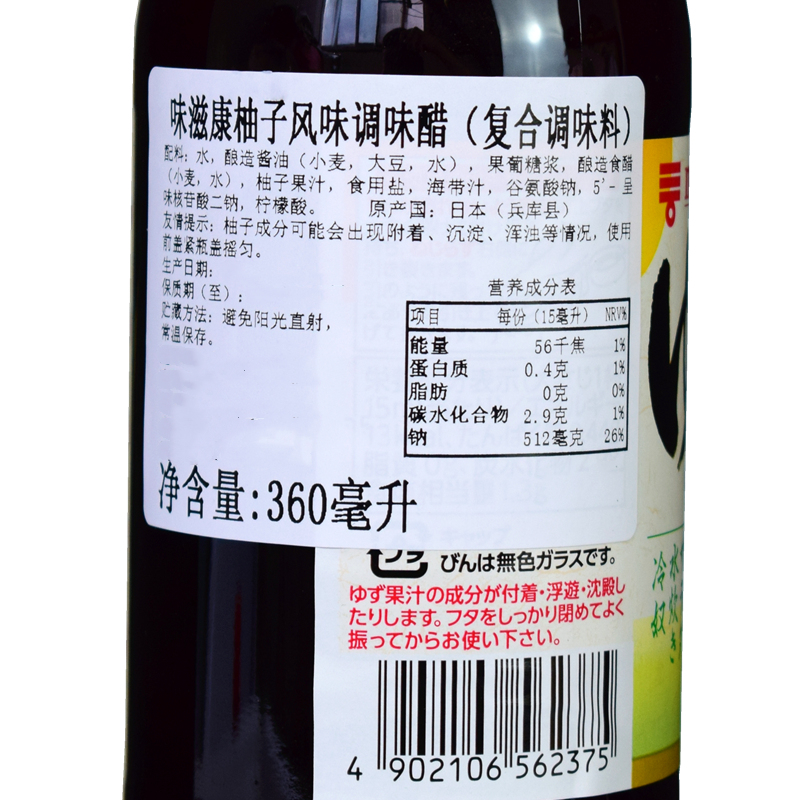 味滋康柚子风味调味醋（复合调味料）
配料：水，酿造酱油（小麦，大豆，水），果葡糖浆，酿造食醋
（小麦，水），柚子果汁，食用盐，海带汁，谷氨酸钠，5'-呈
味核苷酸二钠，柠檬酸。 原产国：日本（兵库县）
友情提示：柚子成分可能会出现附着、沉淀、浑浊等情况，使用
前盖紧瓶盖摇匀。
生产日期：
保质期（至）：
贮藏方法：避免阳光直射，
常温保存。
营养成分表
项目 每份（15毫升） NRV%
能量 56千焦 1%
蛋白质 0.4克 1%
脂肪 0克 0%
碳水化合物 2.9克 1%
钠 512毫克 26%
净含量:360毫升
びんは無色ガラスです。
ゆず果汁の成分が付着・浮遊・沈殿し
たりします。フタをしっかり閉めてよく
振ってからお使い下さい。
4 902106 562375
冷奴
水炊き